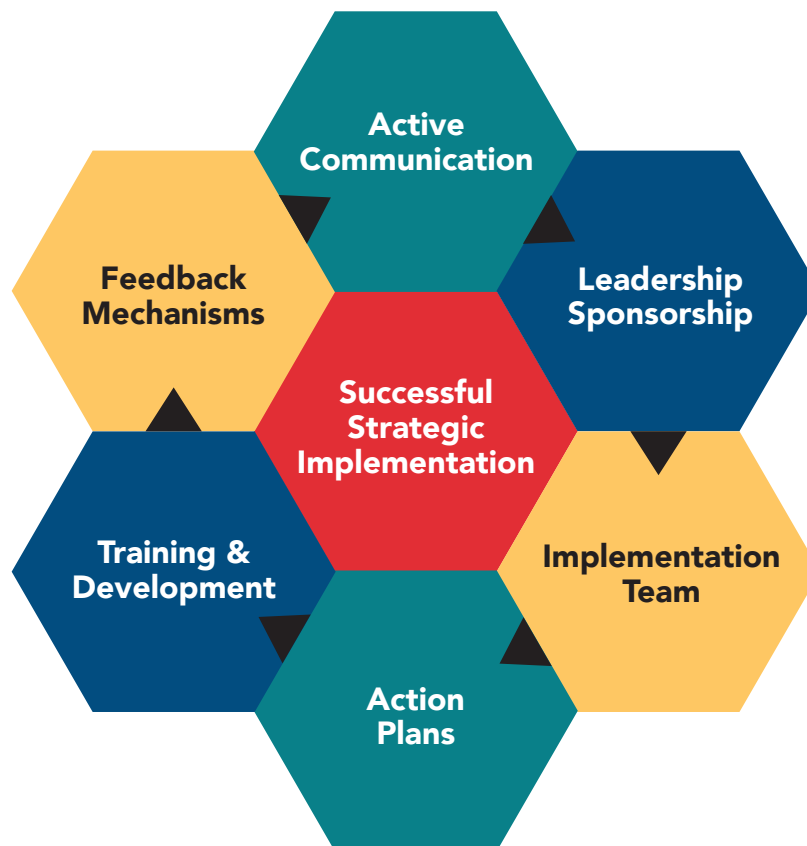 Active
Communication
Leadership
Sponsorship
Implementation
Team
Action
Plans
Training &
Development
Feedback
Mechanisms
Successful
Strategic
Implementation